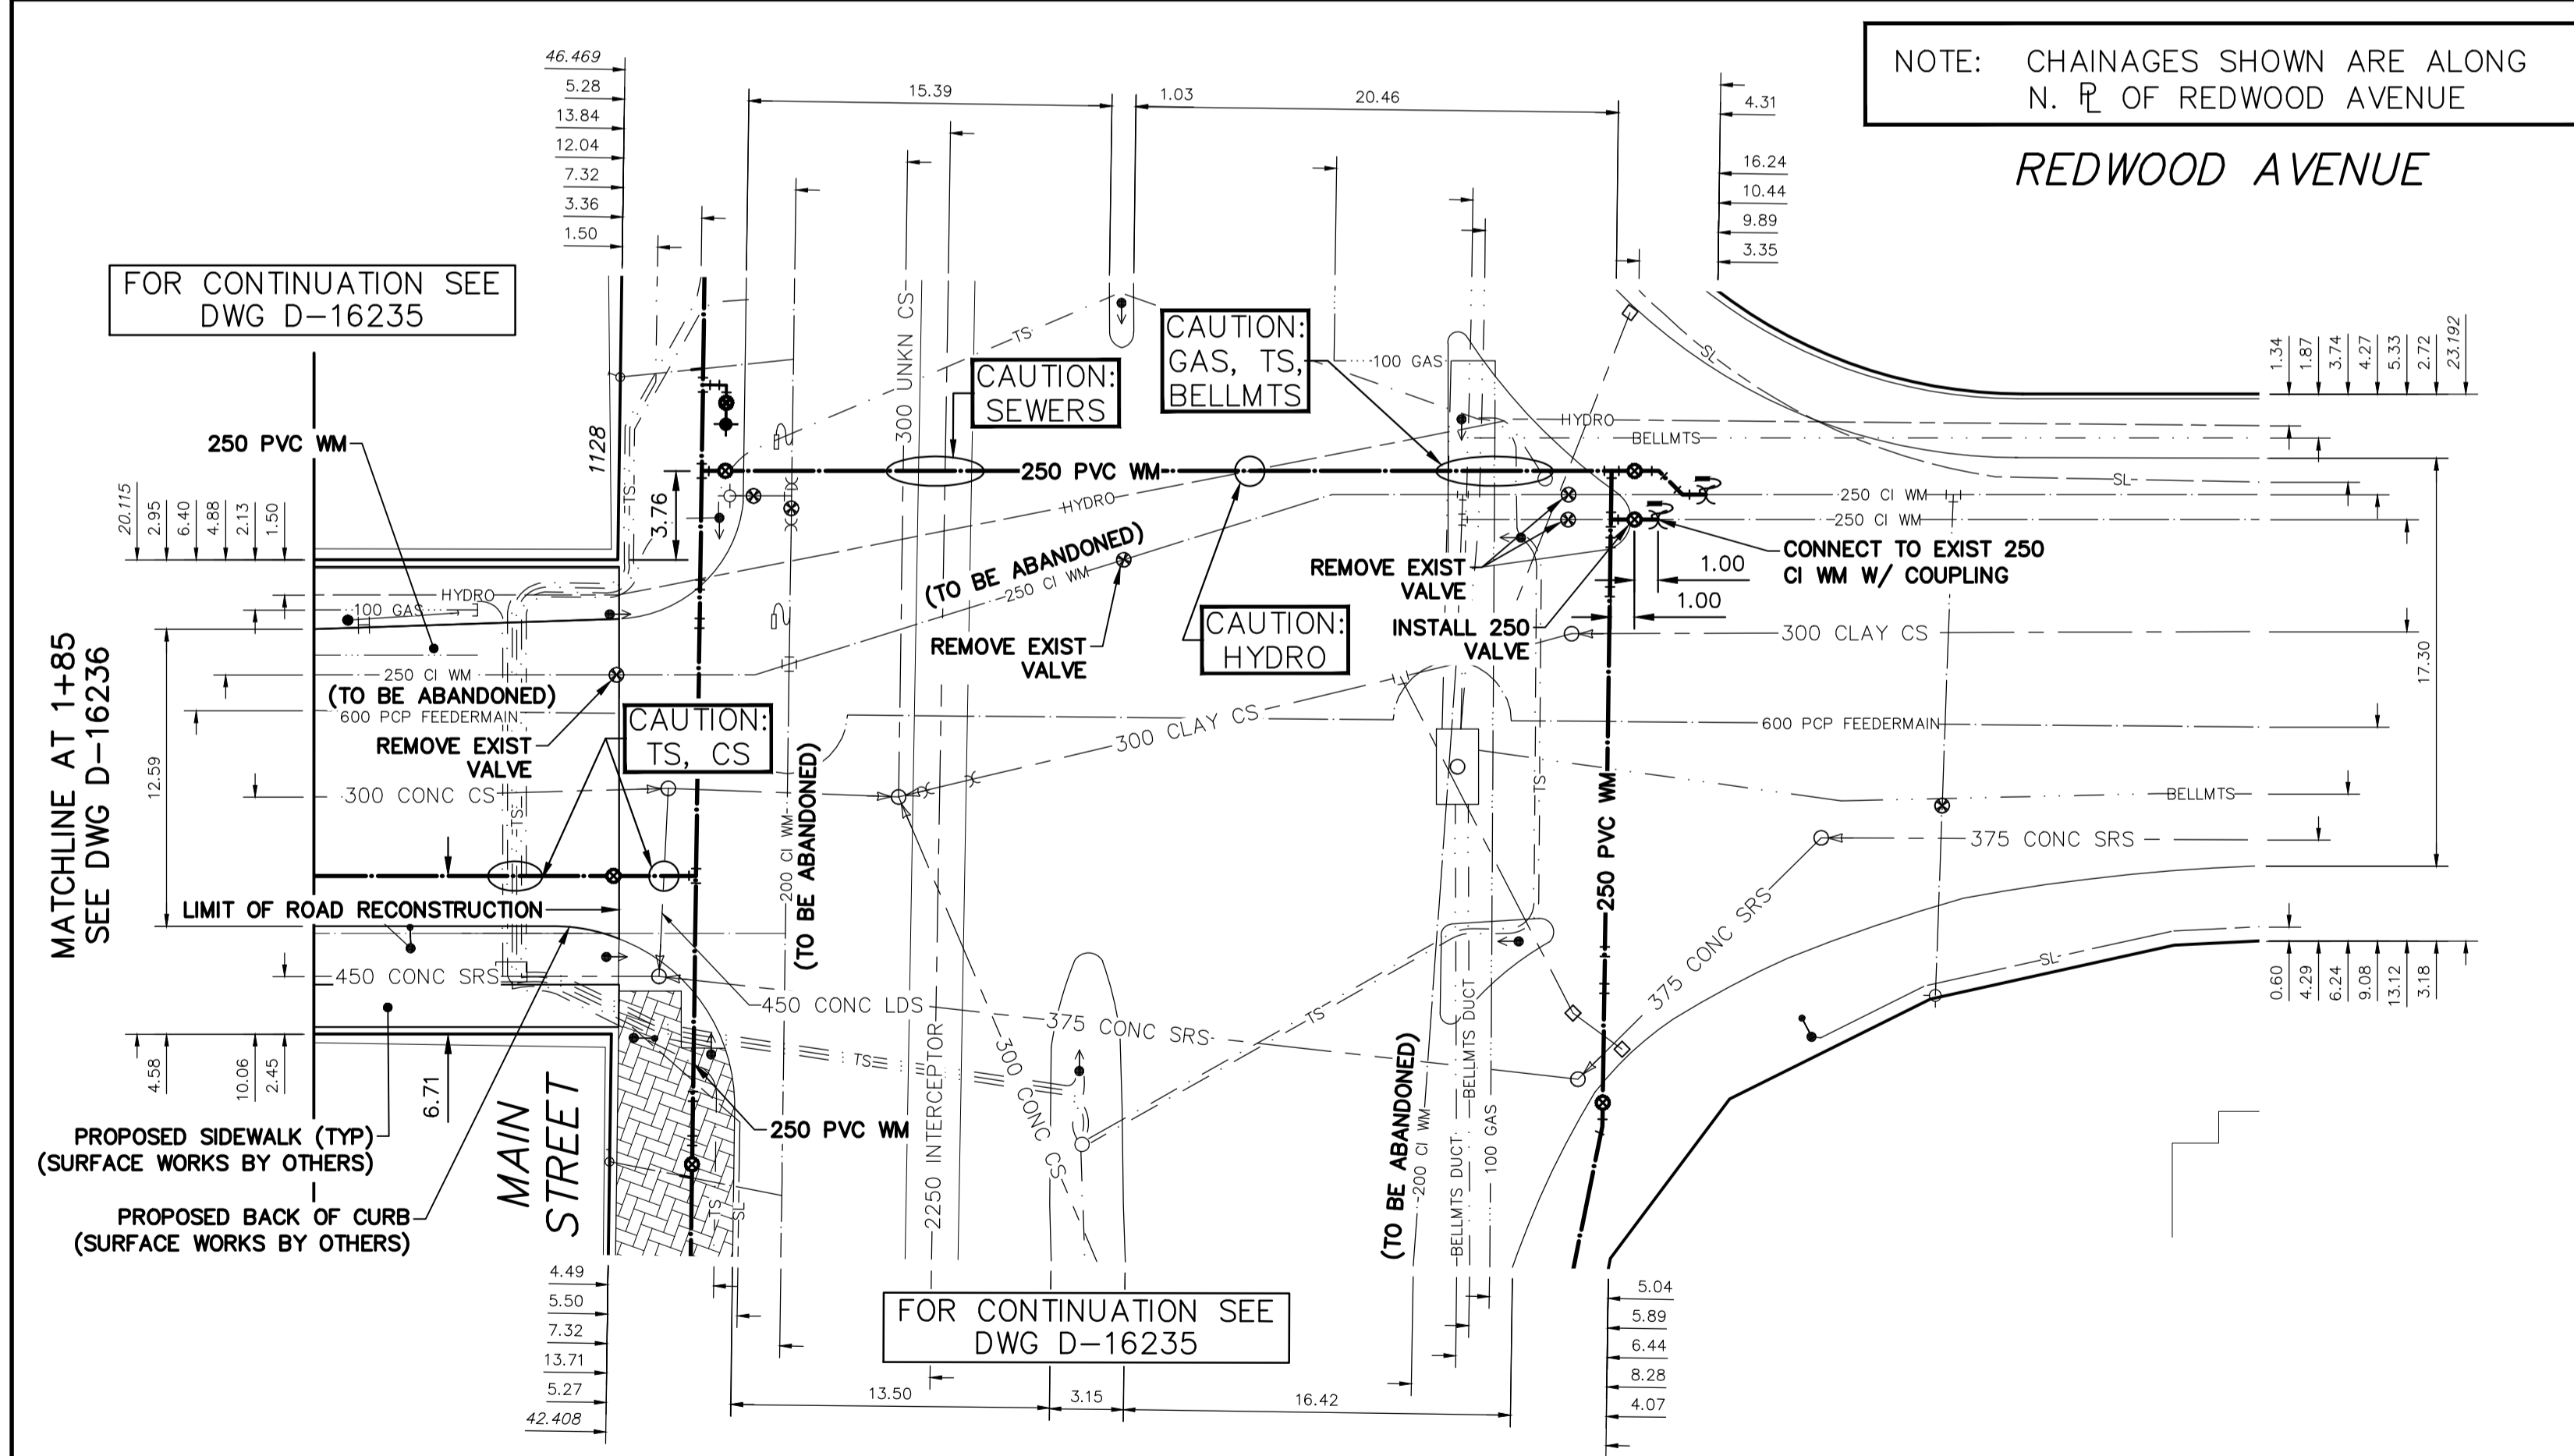 NOTE: CHAINAGES SHOWN ARE ALONG
N. ⅊ OF REDWOOD AVENUE
REDWOOD AVENUE
46.469
5.28
13.84
12.04
7.32
3.36
1.50
15.39
1.03
20.46
4.31
16.24
10.44
9.89
3.35
FOR CONTINUATION SEE
DWG D-16235
1.34
1.87
3.74
4.27
5.33
2.72
23.192
CAUTION:
SEWERS
CAUTION:
GAS, TS,
BELLMTS
300 UNKN CS
TS
100 GAS
SL
HYDRO
BELLMTS
SL
1128
TS
250 PVC WM
250 PVC WM
3.76
HYDRO
250 CI WM
250 CI WM
20.115
2.95
6.40
4.88
2.13
1.50
(TO BE ABANDONED)
250 CI WM
REMOVE EXIST
VALVE
REMOVE EXIST
VALVE
INSTALL 250
VALVE
CONNECT TO EXIST 250
CI WM W/ COUPLING
1.00
1.00
CAUTION:
HYDRO
HYDRO
100 GAS
250 CI WM
(TO BE ABANDONED)
600 PCP FEEDERMAIN
REMOVE EXIST
VALVE
CAUTION:
TS, CS
300 CLAY CS
300 CLAY CS
17.30
600 PCP FEEDERMAIN
MATCHLINE AT 1+85
SEE DWG D-16236
12.59
300 CONC CS
TS
200 CI WM
(TO BE ABANDONED)
TS
250 PVC WM
BELLMTS
375 CONC SRS
375 CONC SRS
LIMIT OF ROAD RECONSTRUCTION
450 CONC SRS
450 CONC LDS
375 CONC SRS
TS
TS
SL
0.60
4.29
6.24
9.08
13.12
3.18
4.58
10.06
2.45
6.71
MAIN
STREET
250 PVC WM
2250 INTERCEPTOR
300 CONC CS
(TO BE ABANDONED)
200 CI WM
BELLMTS DUCT
BELLMTS DUCT
100 GAS
PROPOSED SIDEWALK (TYP)
(SURFACE WORKS BY OTHERS)
PROPOSED BACK OF CURB
(SURFACE WORKS BY OTHERS)
TS
SL
4.49
5.50
7.32
13.71
5.27
42.408
FOR CONTINUATION SEE
DWG D-16235
13.50
3.15
16.42
5.04
5.89
6.44
8.28
4.07